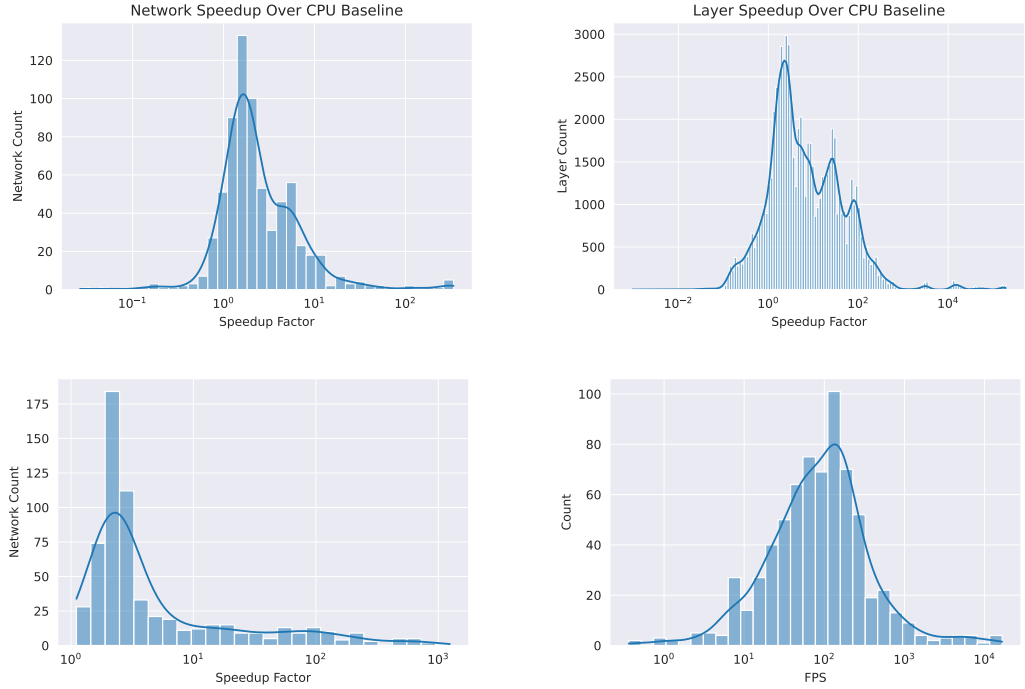 Network Speedup Over CPU Baseline
Network Count
120
100
80
60
40
20
0
10⁻¹ 10⁰ 10¹ 10²
Speedup Factor
Layer Speedup Over CPU Baseline
Layer Count
3000
2500
2000
1500
1000
500
0
10⁻² 10⁰ 10² 10⁴
Speedup Factor
Network Count
175
150
125
100
75
50
25
0
10⁰ 10¹ 10² 10³
Speedup Factor
Count
100
80
60
40
20
0
10⁰ 10¹ 10² 10³ 10⁴
FPS